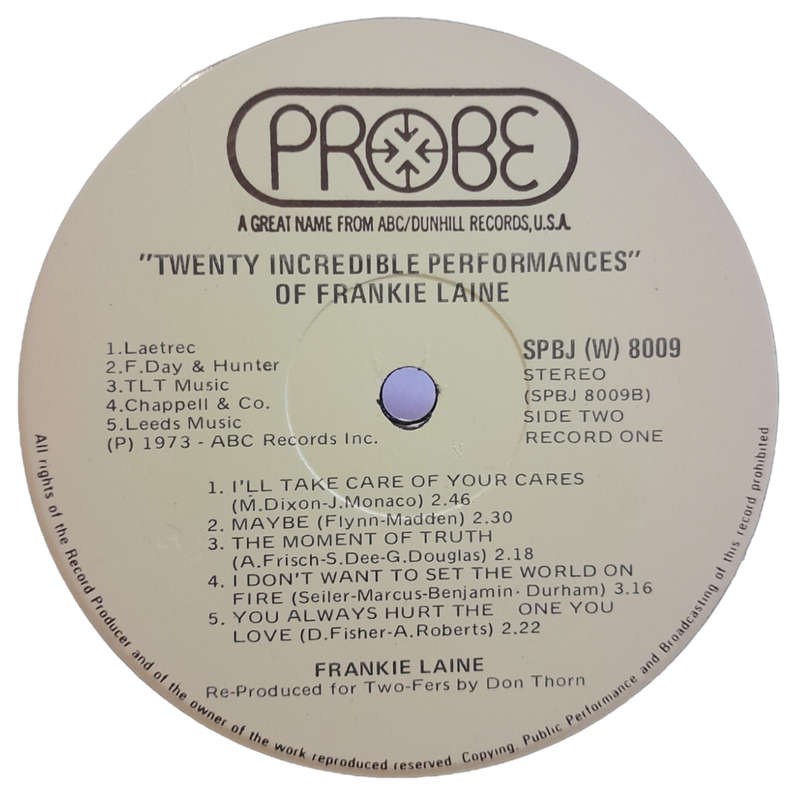 PROBE
A GREAT NAME FROM ABC/DUNHILL RECORDS, U.S.A.
"TWENTY INCREDIBLE PERFORMANCES"
OF FRANKIE LAINE
1.Laetrec
2.F.Day & Hunter
3.TLT Music
4.Chappell & Co.
5.Leeds Music
(P) 1973 - ABC Records Inc.
SPBJ (W) 8009
STEREO
(SPBJ 8009B)
SIDE TWO
RECORD ONE
1. I'LL TAKE CARE OF YOUR CARES
(M.Dixon-J.Monaco) 2.46
2. MAYBE (Flynn-Madden) 2.30
3. THE MOMENT OF TRUTH
(A.Frisch-S.Dee-G.Douglas) 2.18
4. I DON'T WANT TO SET THE WORLD ON
FIRE (Seiler-Marcus-Benjamin· Durham) 3.16
5. YOU ALWAYS HURT THE ONE YOU
LOVE (D.Fisher-A.Roberts) 2.22
FRANKIE LAINE
Re-Produced for Two-Fers by Don Thorn
All rights of the Record Producer and of the owner of the work reproduced reserved. Copying, Public Performance and Broadcasting of this record prohibited